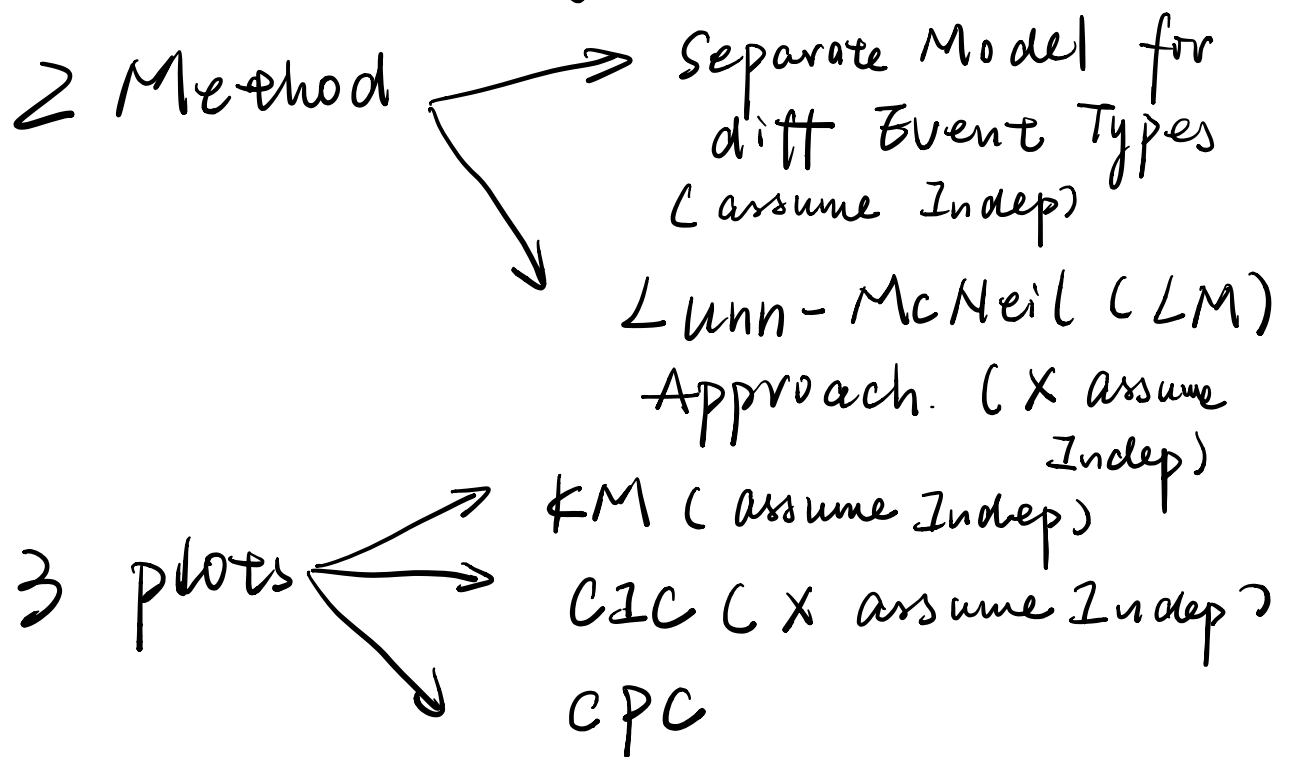 2 Method
Separate Model for
diff Event Types
(assume Indep)
Lunn-McNeil (LM)
Approach. (X assume
Indep)
3 plots
KM (assume Indep)
CIC (X assume Indep)
CPC